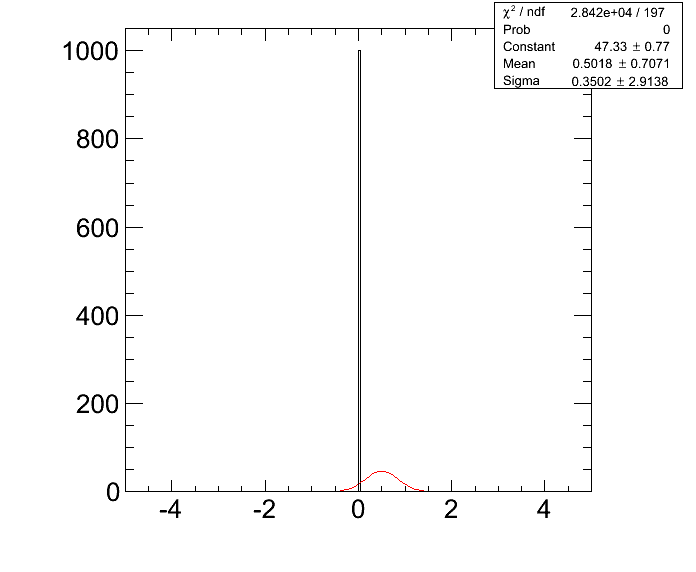 χ² / ndf 2.842e+04 / 197
Prob 0
Constant 47.33 ± 0.77
Mean 0.5018 ± 0.7071
Sigma 0.3502 ± 2.9138
1000
800
600
400
200
0
-4 -2 0 2 4